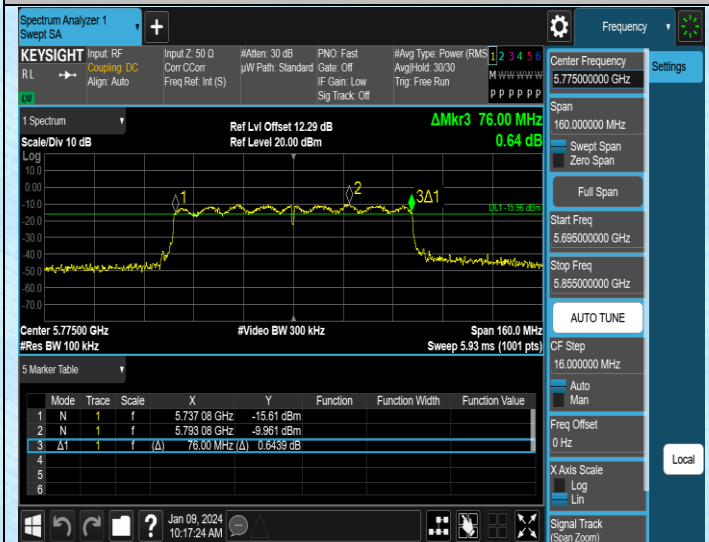 Spectrum Analyzer 1
Swept SA
+
Frequency
KEYSIGHT
RL
LXI
Input: RF
Coupling: DC
Align: Auto
Input Z: 50 Ω
Corr CCorr
Freq Ref: Int (S)
#Atten: 30 dB
µW Path: Standard
PNO: Fast
Gate: Off
IF Gain: Low
Sig Track: Off
#Avg Type: Power (RMS
Avg|Hold: 30/30
Trig: Free Run
1 2 3 4 5 6
M W W W W W
P P P P P P
1 Spectrum
Scale/Div 10 dB
Ref Lvl Offset 12.29 dB
Ref Level 20.00 dBm
ΔMkr3 76.00 MHz
0.64 dB
Log
10.0
0.00
-10.0
-20.0
-30.0
-40.0
-50.0
-60.0
-70.0
1
2
3Δ1
DL1 -15.96 dBm
Center 5.77500 GHz
#Res BW 100 kHz
#Video BW 300 kHz
Span 160.0 MHz
Sweep 5.93 ms (1001 pts)
5 Marker Table
Mode Trace Scale X Y Function Function Width Function Value
1 N 1 f 5.737 08 GHz -15.61 dBm
2 N 1 f 5.793 08 GHz -9.961 dBm
3 Δ1 1 f (Δ) 76.00 MHz (Δ) 0.6439 dB
4
5
6
?
Jan 09, 2024
10:17:24 AM
Center Frequency
5.775000000 GHz
Span
160.000000 MHz
Swept Span
Zero Span
Full Span
Start Freq
5.695000000 GHz
Stop Freq
5.855000000 GHz
AUTO TUNE
CF Step
16.000000 MHz
Auto
Man
Freq Offset
0 Hz
X Axis Scale
Log
Lin
Signal Track
(Span Zoom)
Settings
Local